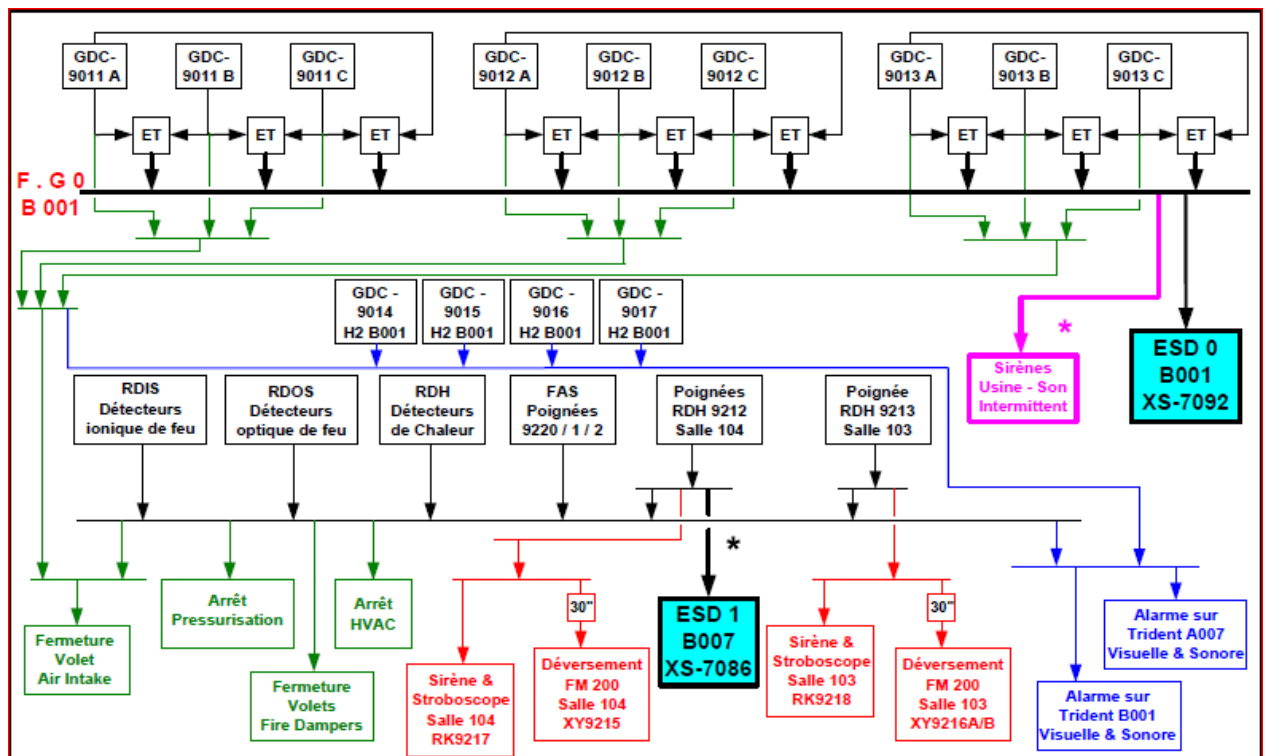 GDC-
9011 A
GDC-
9011 B
GDC-
9011 C
GDC-
9012 A
GDC-
9012 B
GDC-
9012 C
GDC-
9013 A
GDC-
9013 B
GDC-
9013 C
ET
ET
ET
ET
ET
ET
ET
ET
ET
F . G 0
B 001
GDC -
9014
H2 B001
GDC -
9015
H2 B001
GDC -
9016
H2 B001
GDC -
9017
H2 B001
*
Sirènes
Usine - Son
Intermittent
ESD 0
B001
XS-7092
RDIS
Détecteurs
ionique de feu
RDOS
Détecteurs
optique de feu
RDH
Détecteurs
de Chaleur
FAS
Poignées
9220 / 1 / 2
Poignées
RDH 9212
Salle 104
Poignée
RDH 9213
Salle 103
*
Fermeture
Volet
Air Intake
Arrêt
Pressurisation
Fermeture
Volets
Fire Dampers
Arrêt
HVAC
Sirène &
Stroboscope
Salle 104
RK9217
30"
Déversement
FM 200
Salle 104
XY9215
ESD 1
B007
XS-7086
Sirène &
Stroboscope
Salle 103
RK9218
30"
Déversement
FM 200
Salle 103
XY9216A/B
Alarme sur
Trident A007
Visuelle & Sonore
Alarme sur
Trident B001
Visuelle & Sonore